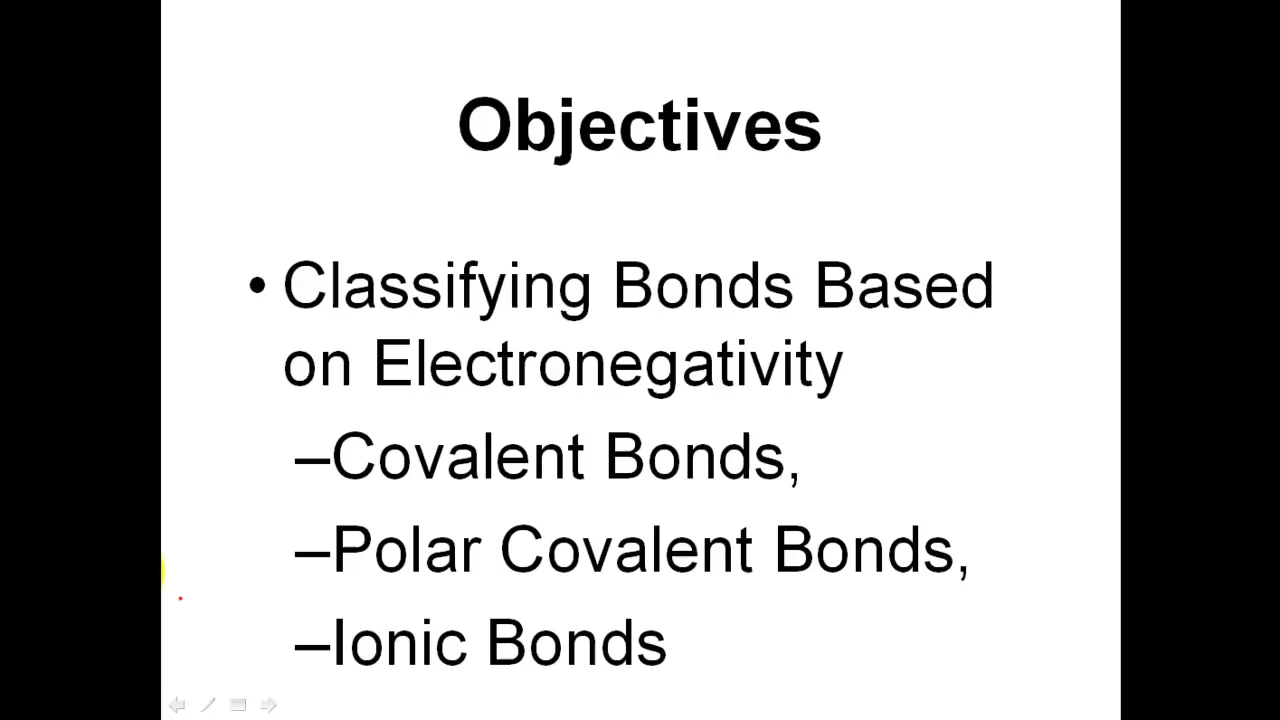 Objectives
• Classifying Bonds Based
on Electronegativity
–Covalent Bonds,
–Polar Covalent Bonds,
–Ionic Bonds